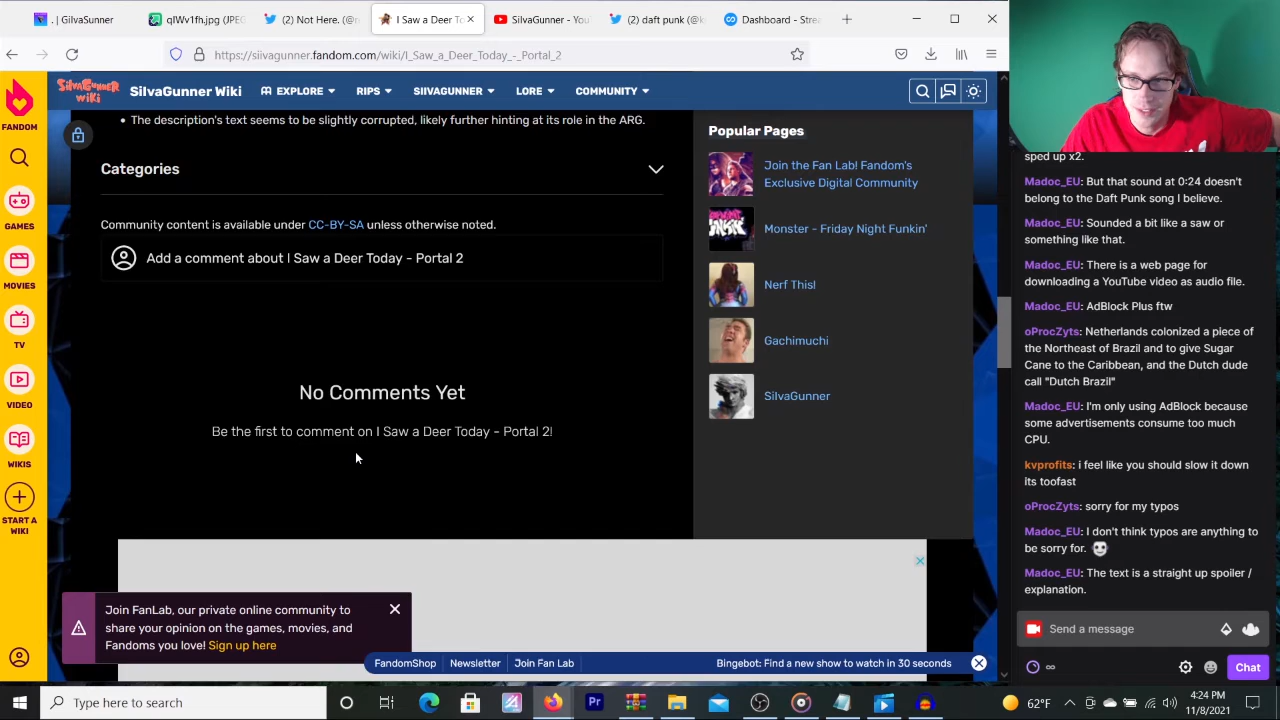 qIWv1fh.jpg (JPEG
(2) Not Here. (@re
I Saw a Deer To
SilvaGunner - You
(2) daft punk (@k
Dashboard - Strea
https://siivagunner.fandom.com/wiki/I_Saw_a_Deer_Today_-_Portal_2
FANDOM
GAMES
MOVIES
TV
VIDEO
WIKIS
START A
WIKI
SilvaGunner
WiKi
SilvaGunner Wiki
EXPLORE
RIPS
SIIVAGUNNER
LORE
COMMUNITY
The description's text seems to be slightly corrupted, likely further hinting at its role in the ARG.
Categories
Community content is available under CC-BY-SA unless otherwise noted.
Add a comment about I Saw a Deer Today - Portal 2
No Comments Yet
Be the first to comment on I Saw a Deer Today - Portal 2!
Popular Pages
Join the Fan Lab! Fandom's
Exclusive Digital Community
Monster - Friday Night Funkin'
Nerf This!
Gachimuchi
SilvaGunner
Join FanLab, our private online community to
share your opinion on the games, movies, and
Fandoms you love! Sign up here
FandomShop
Newsletter
Join Fan Lab
Bingebot: Find a new show to watch in 30 seconds
sped up x2.
Madoc_EU: But that sound at 0:24 doesn't
belong to the Daft Punk song I believe.
Madoc_EU: Sounded a bit like a saw or
something like that.
Madoc_EU: There is a web page for
downloading a YouTube video as audio file.
Madoc_EU: AdBlock Plus ftw
oProcZyts: Netherlands colonized a piece of
the Northeast of Brazil and to give Sugar
Cane to the Caribbean, and the Dutch dude
call "Dutch Brazil"
Madoc_EU: I'm only using AdBlock because
some advertisements consume too much
CPU.
kvprofits: i feel like you should slow it down
its toofast
oProcZyts: sorry for my typos
Madoc_EU: I don't think typos are anything to
be sorry for.
Madoc_EU: The text is a straight up spoiler /
explanation.
Send a message
Chat
Type here to search
Pr
62°F
4:24 PM
11/8/2021